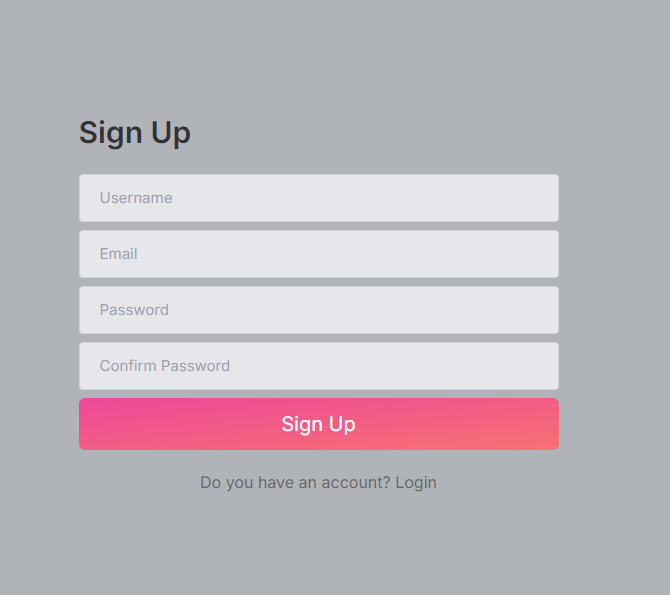 Sign Up
Username
Email
Password
Confirm Password
Sign Up
Do you have an account? Login